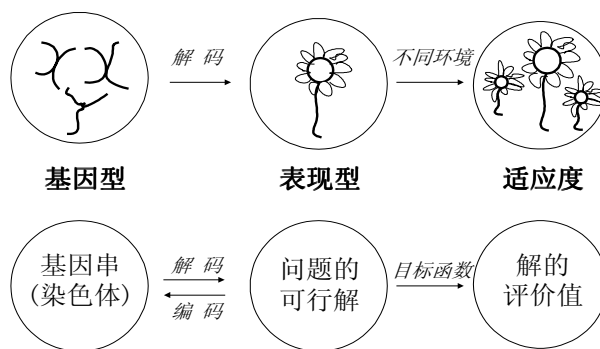 解 码
不同环境
基因型
表现型
适应度
基因串
(染色体)
解 码
编 码
问题的
可行解
目标函数
解的
评价值